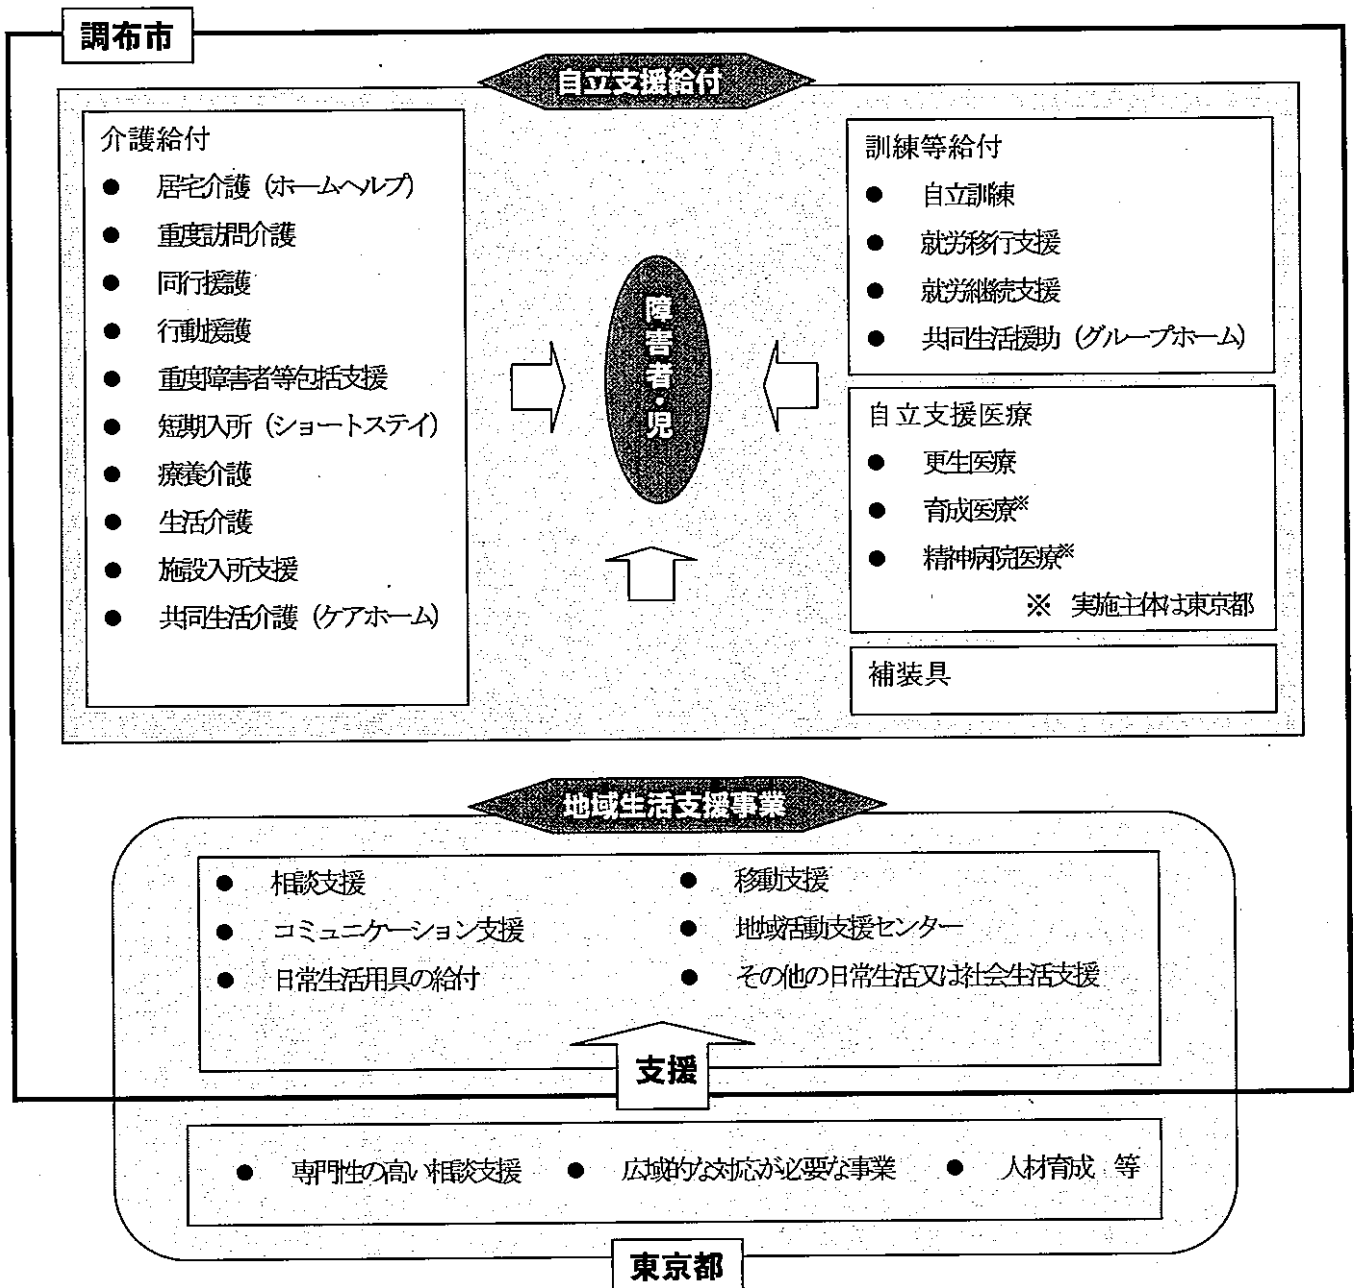 調布市
自立支援給付
介護給付
● 居宅介護(ホームヘルプ)
● 重度訪問介護
● 同行援護
● 行動援護
● 重度障害者等包括支援
● 短期入所(ショートステイ)
● 療養介護
● 生活介護
● 施設入所支援
● 共同生活介護(ケアホーム)
障害者・児
訓練等給付
● 自立訓練
● 就労移行支援
● 就労継続支援
● 共同生活援助(グループホーム)
自立支援医療
● 更生医療
● 育成医療※
● 精神病院医療※
※ 実施主体は東京都
補装具
地域生活支援事業
● 相談支援
● コミュニケーション支援
● 日常生活用具の給付
● 移動支援
● 地域活動支援センター
● その他の日常生活又は社会生活支援
支援
● 専門性の高い相談支援 ● 広域的な対応が必要な事業 ● 人材育成 等
東京都